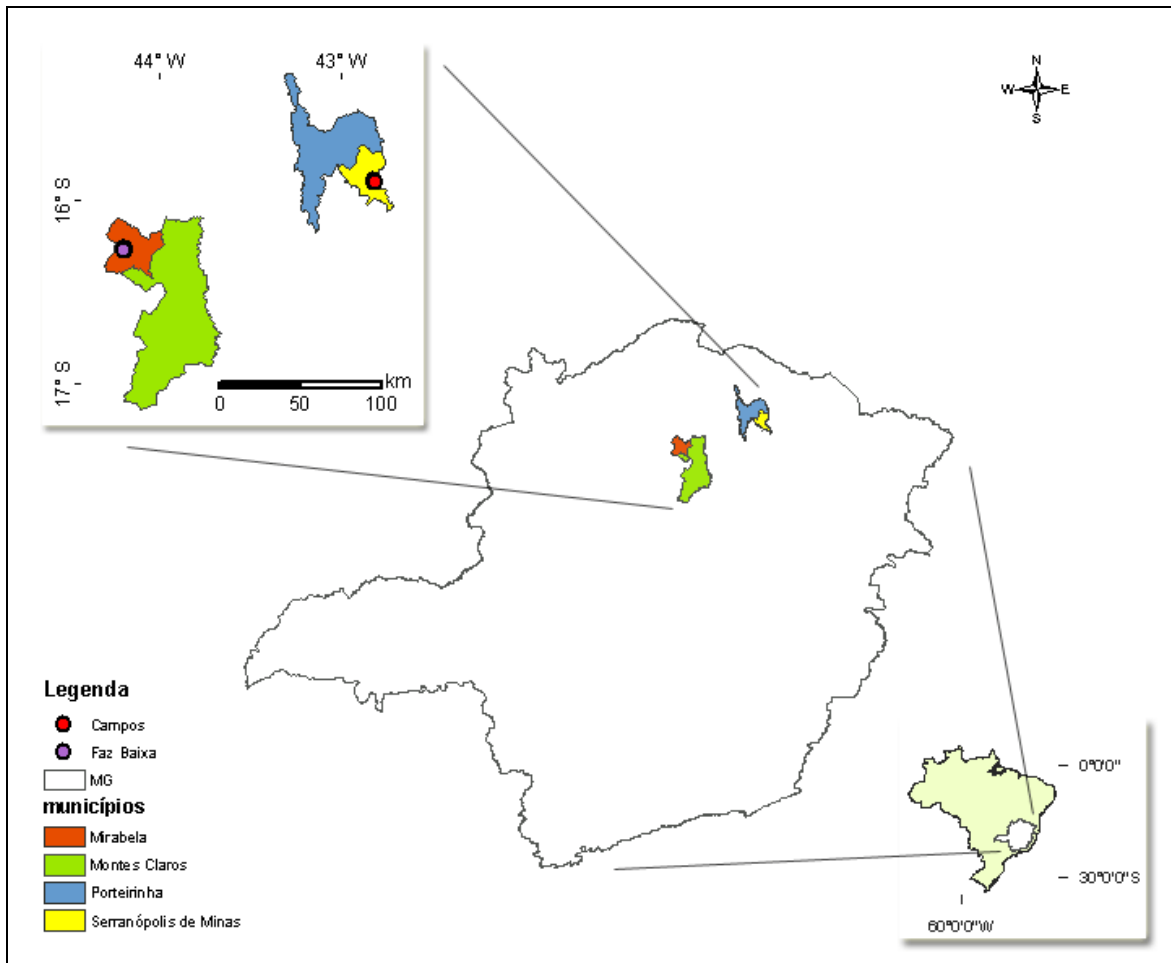 44° W 43° W
N
W E
S
16° S
17° S
km
0 50 100
Legenda
Campos
Faz Baixa
MG
municípios
Mirabela
Montes Claros
Porteirinha
Serranópolis de Minas
0°0'0"
30°0'0"S
60°0'0"W